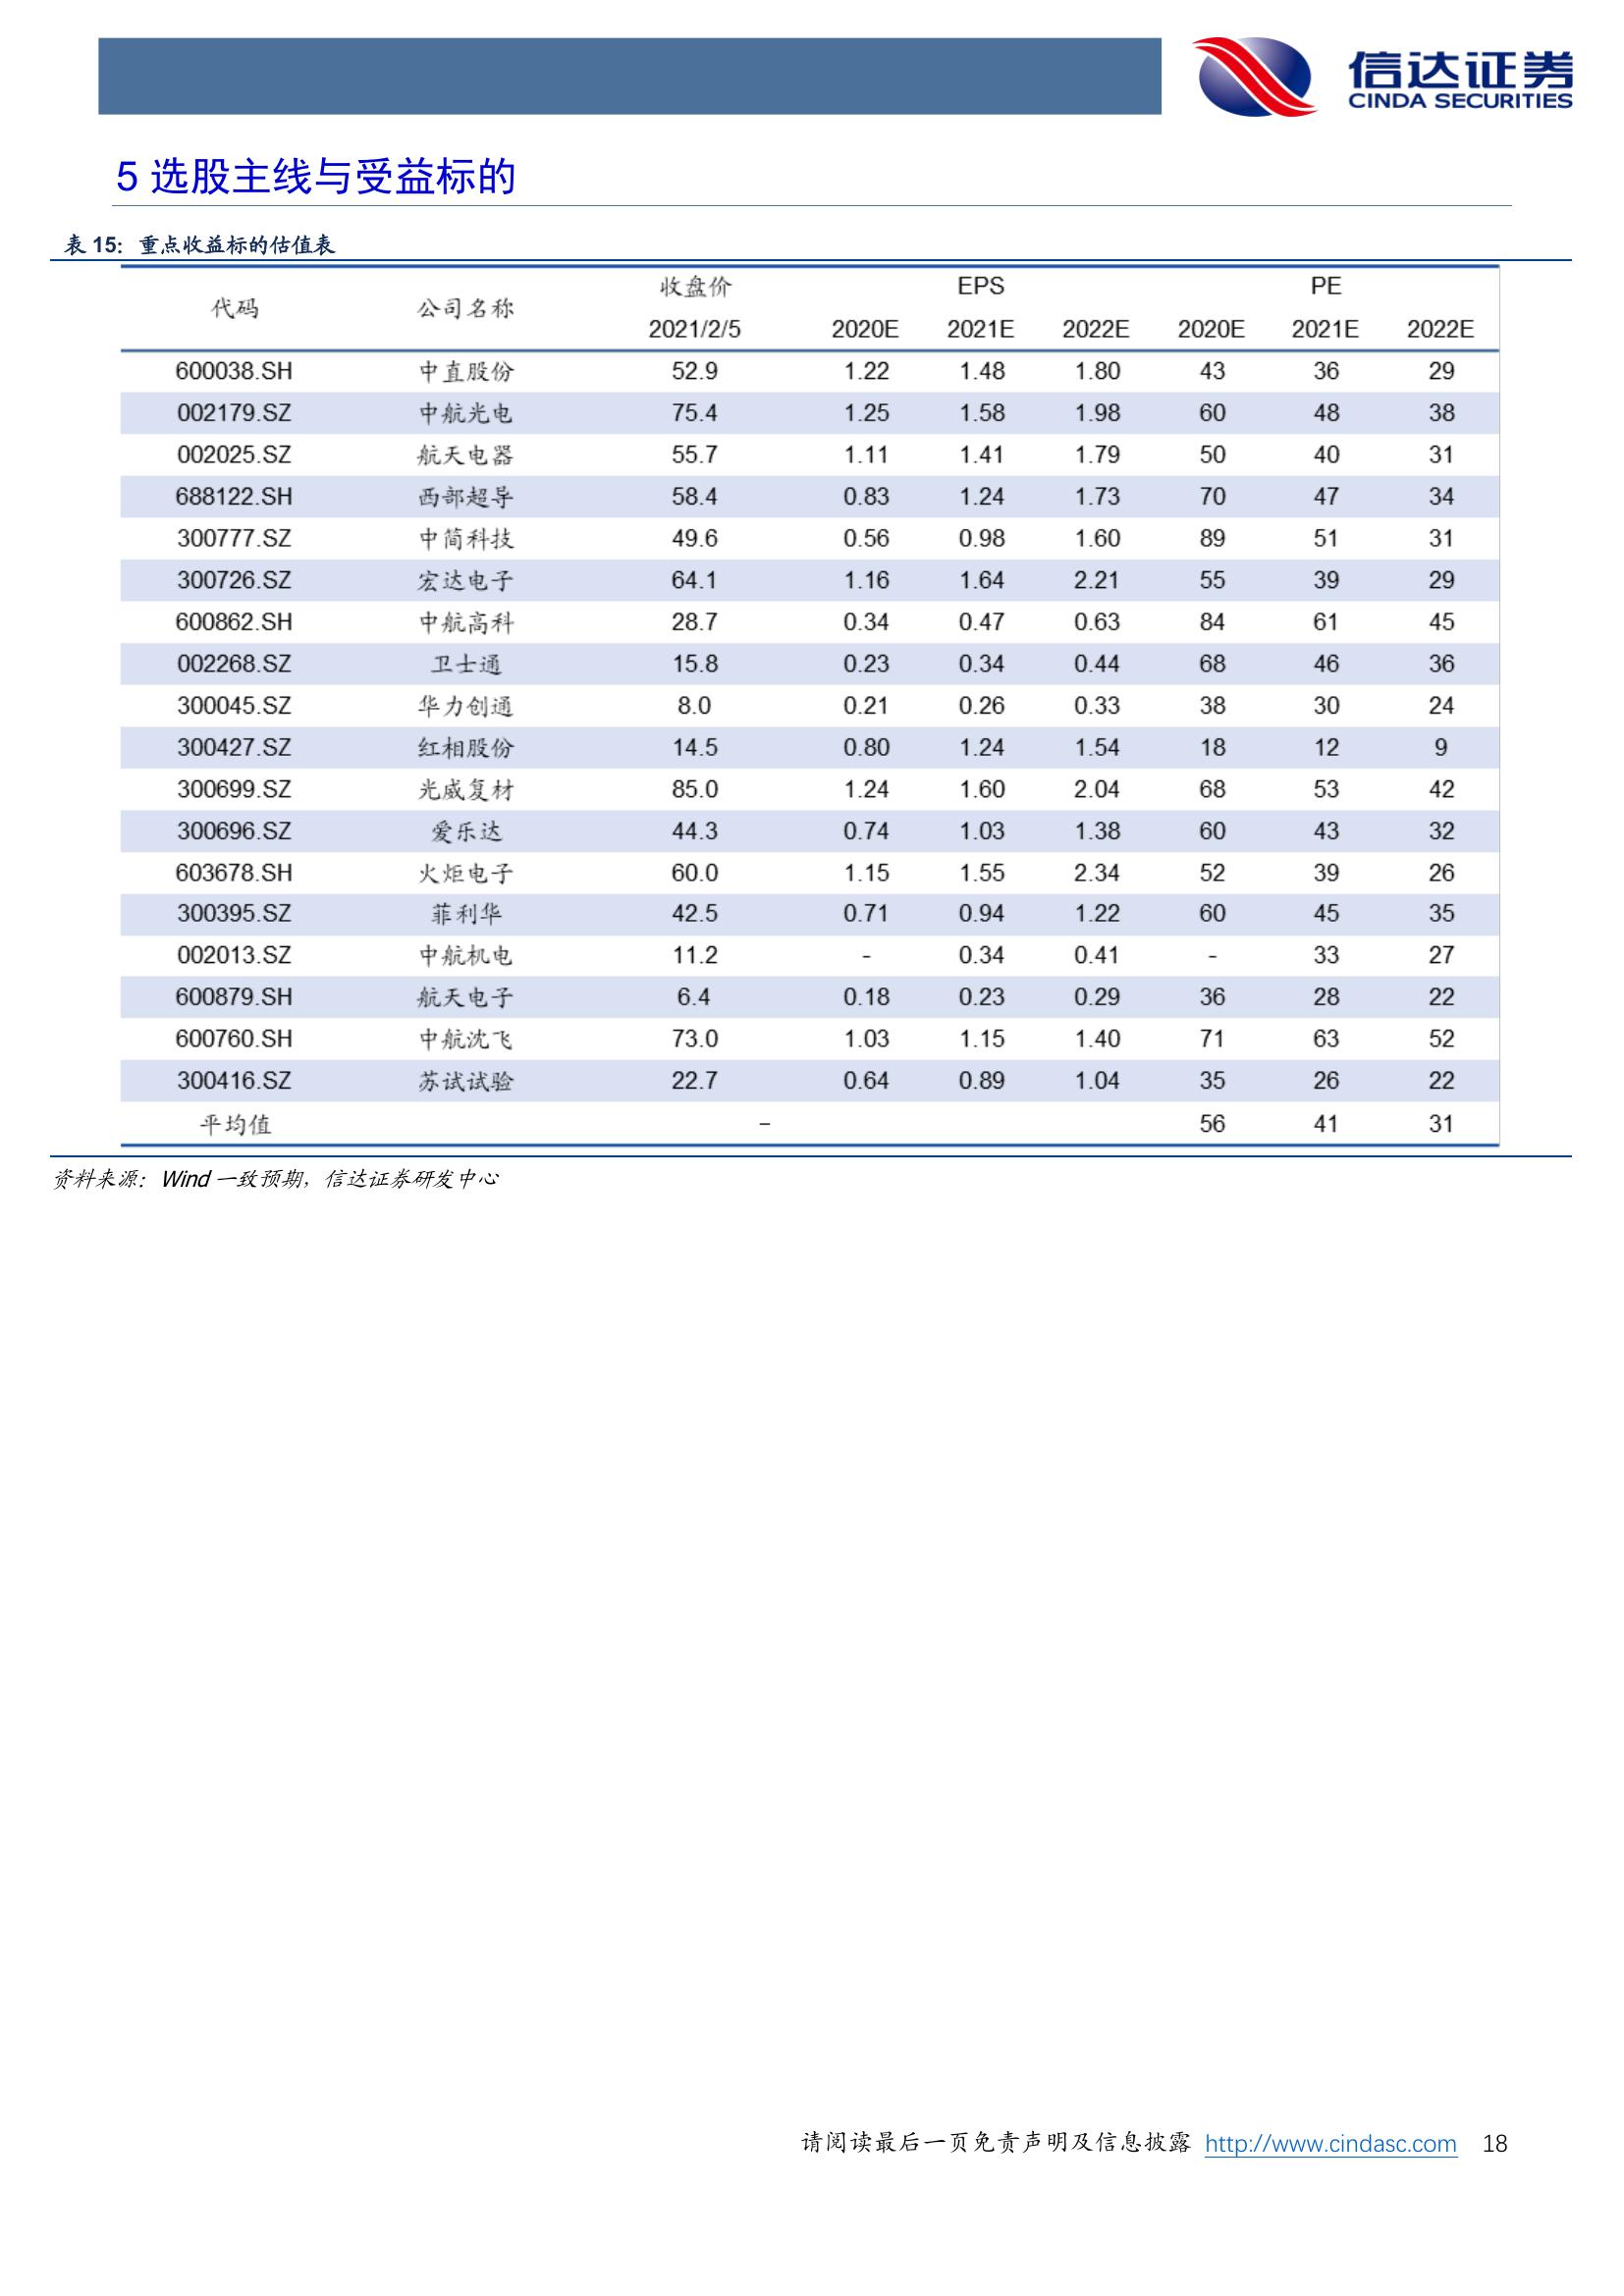 信达证券
CINDA SECURITIES
5 选股主线与受益标的
表 15：重点收益标的估值表
代码 公司名称 收盘价 EPS PE
2021/2/5 2020E 2021E 2022E 2020E 2021E 2022E
600038.SH 中直股份 52.9 1.22 1.48 1.80 43 36 29
002179.SZ 中航光电 75.4 1.25 1.58 1.98 60 48 38
002025.SZ 航天电器 55.7 1.11 1.41 1.79 50 40 31
688122.SH 西部超导 58.4 0.83 1.24 1.73 70 47 34
300777.SZ 中简科技 49.6 0.56 0.98 1.60 89 51 31
300726.SZ 宏达电子 64.1 1.16 1.64 2.21 55 39 29
600862.SH 中航高科 28.7 0.34 0.47 0.63 84 61 45
002268.SZ 卫士通 15.8 0.23 0.34 0.44 68 46 36
300045.SZ 华力创通 8.0 0.21 0.26 0.33 38 30 24
300427.SZ 红相股份 14.5 0.80 1.24 1.54 18 12 9
300699.SZ 光威复材 85.0 1.24 1.60 2.04 68 53 42
300696.SZ 爱乐达 44.3 0.74 1.03 1.38 60 43 32
603678.SH 火炬电子 60.0 1.15 1.55 2.34 52 39 26
300395.SZ 菲利华 42.5 0.71 0.94 1.22 60 45 35
002013.SZ 中航机电 11.2 - 0.34 0.41 - 33 27
600879.SH 航天电子 6.4 0.18 0.23 0.29 36 28 22
600760.SH 中航沈飞 73.0 1.03 1.15 1.40 71 63 52
300416.SZ 苏试试验 22.7 0.64 0.89 1.04 35 26 22
平均值 – 56 41 31
资料来源：Wind 一致预期，信达证券研发中心
请阅读最后一页免责声明及信息披露 http://www.cindasc.com 18